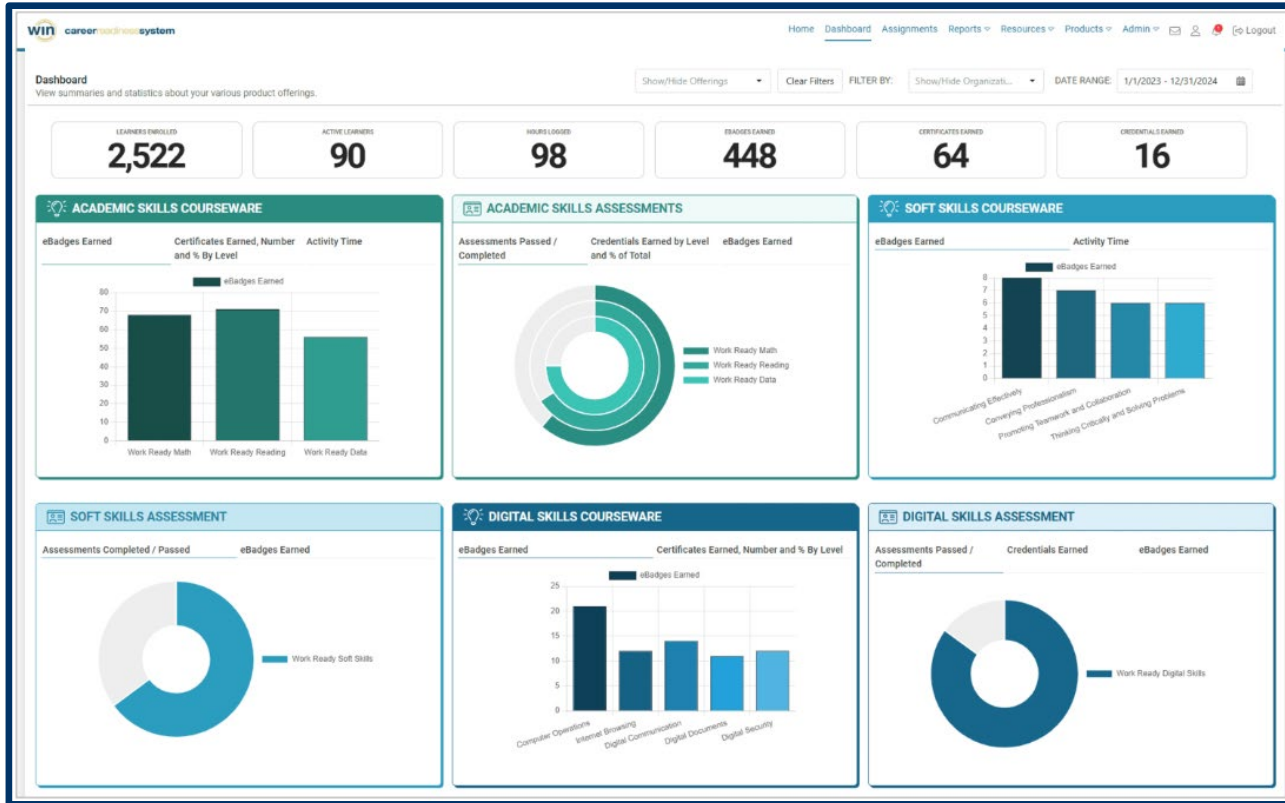 WIN careerreadinesssystem
Home Dashboard Assignments Reports Resources Products Admin Logout
Dashboard
View summaries and statistics about your various product offerings.
Show/Hide Offerings Clear Filters FILTER BY: Show/Hide Organizati... DATE RANGE: 1/1/2023 - 12/31/2024
LEARNERS ENROLLED
2,522
ACTIVE LEARNERS
90
HOURS LOGGED
98
EBADGES EARNED
448
CERTIFICATES EARNED
64
CREDENTIALS EARNED
16
ACADEMIC SKILLS COURSEWARE
eBadges Earned
Certificates Earned, Number
and % By Level
Activity Time
eBadges Earned
80
70
60
50
40
30
20
10
0
Work Ready Math Work Ready Reading Work Ready Data
ACADEMIC SKILLS ASSESSMENTS
Assessments Passed /
Completed
Credentials Earned by Level
and % of Total
eBadges Earned
Work Ready Math
Work Ready Reading
Work Ready Data
SOFT SKILLS COURSEWARE
eBadges Earned
Activity Time
eBadges Earned
8
7
6
5
4
3
2
1
0
Communicating Effectively
Conveying Professionalism
Promoting Teamwork and Collaboration
Thinking Critically and Solving Problems
SOFT SKILLS ASSESSMENT
Assessments Completed / Passed
eBadges Earned
Work Ready Soft Skills
DIGITAL SKILLS COURSEWARE
eBadges Earned
Certificates Earned, Number and % By Level
eBadges Earned
25
20
15
10
5
0
Computer Operations
Internet Browsing
Digital Communication
Digital Documents
Digital Security
DIGITAL SKILLS ASSESSMENT
Assessments Passed /
Completed
Credentials Earned
eBadges Earned
Work Ready Digital Skills